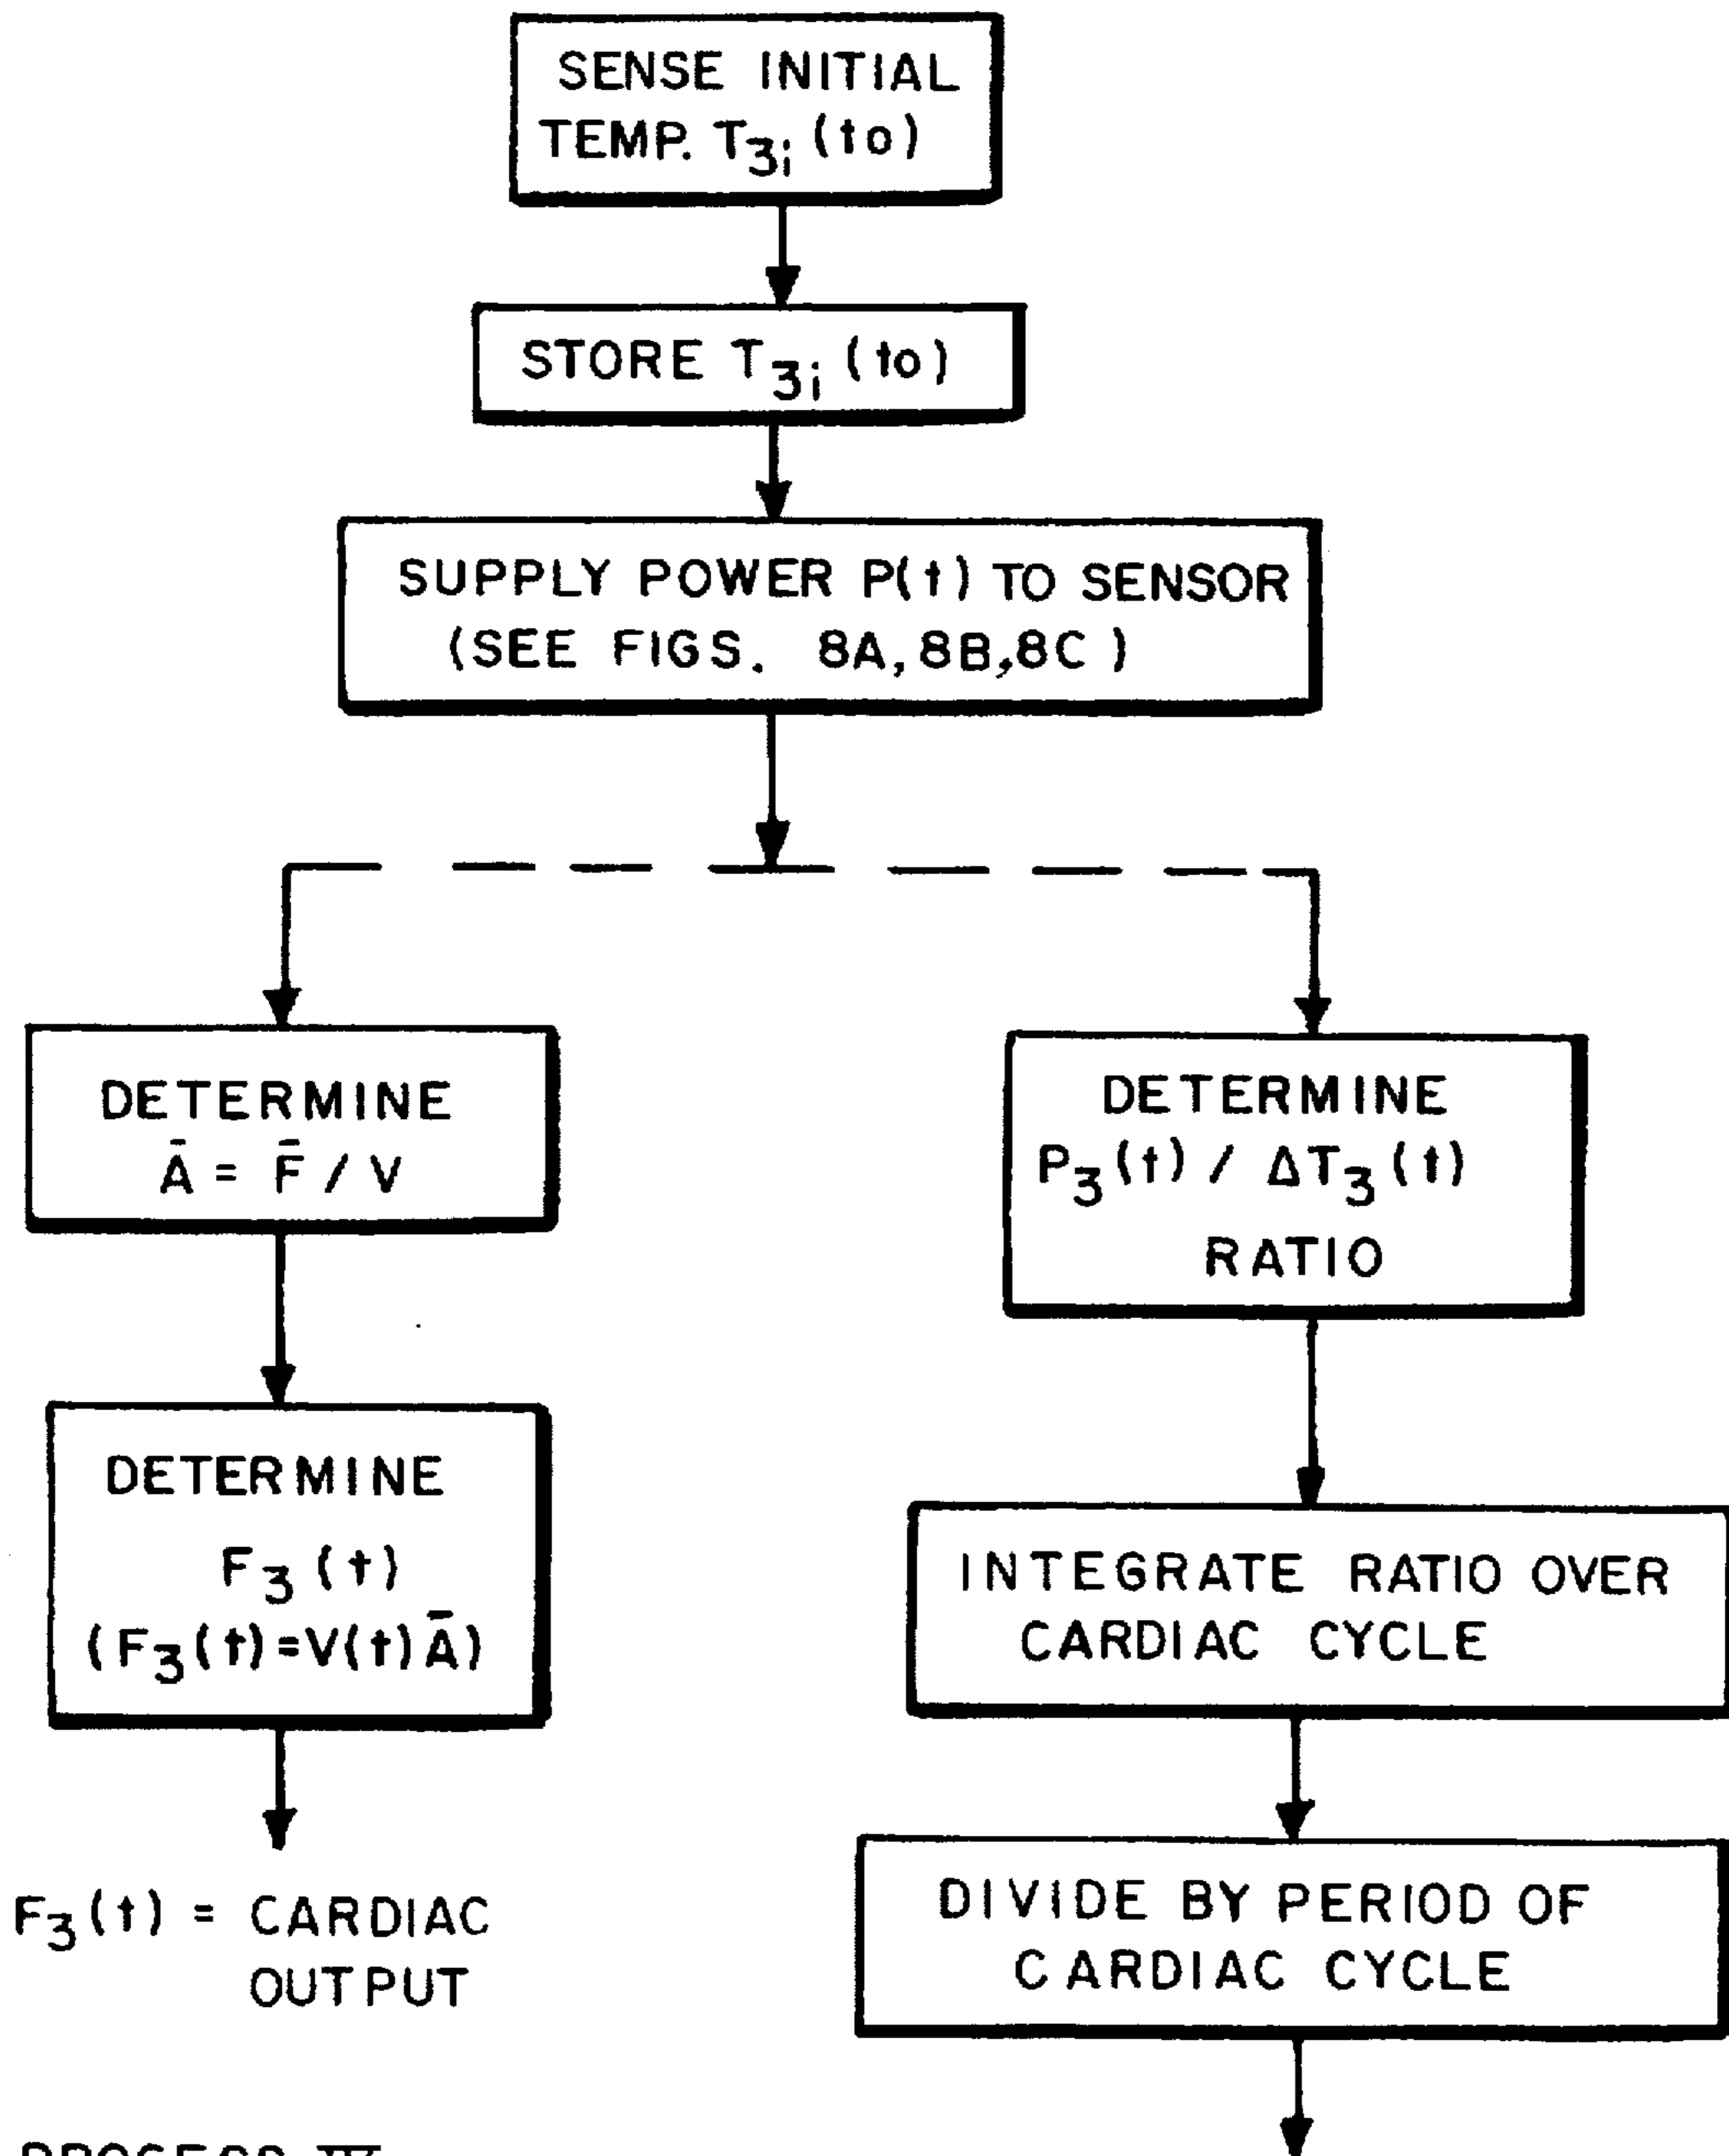 SENSE INITIAL
TEMP. T3i (to)
STORE T3i (to)
SUPPLY POWER P(t) TO SENSOR
(SEE FIGS. 8A, 8B, 8C )
DETERMINE
Ā = F̄ / V
DETERMINE
F3 (t)
(F3(t)=V(t)Ā)
F3(t) = CARDIAC
OUTPUT
DETERMINE
P3(t) / ΔT3(t)
RATIO
INTEGRATE RATIO OVER
CARDIAC CYCLE
DIVIDE BY PERIOD OF
CARDIAC CYCLE
PROCESS